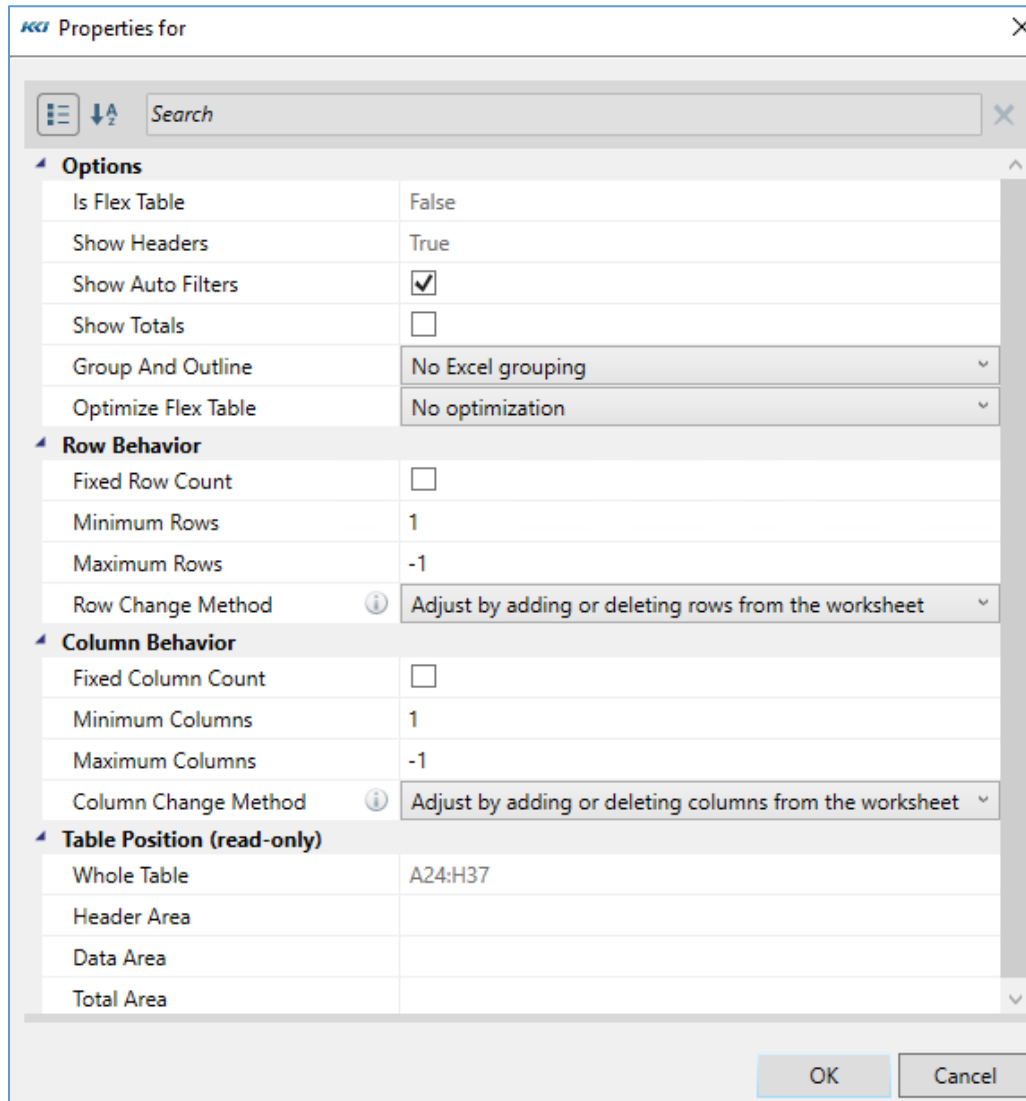 KCI Properties for
Search
Options
Is Flex Table False
Show Headers True
Show Auto Filters
Show Totals
Group And Outline No Excel grouping
Optimize Flex Table No optimization
Row Behavior
Fixed Row Count
Minimum Rows 1
Maximum Rows -1
Row Change Method Adjust by adding or deleting rows from the worksheet
Column Behavior
Fixed Column Count
Minimum Columns 1
Maximum Columns -1
Column Change Method Adjust by adding or deleting columns from the worksheet
Table Position (read-only)
Whole Table A24:H37
Header Area
Data Area
Total Area
OK Cancel